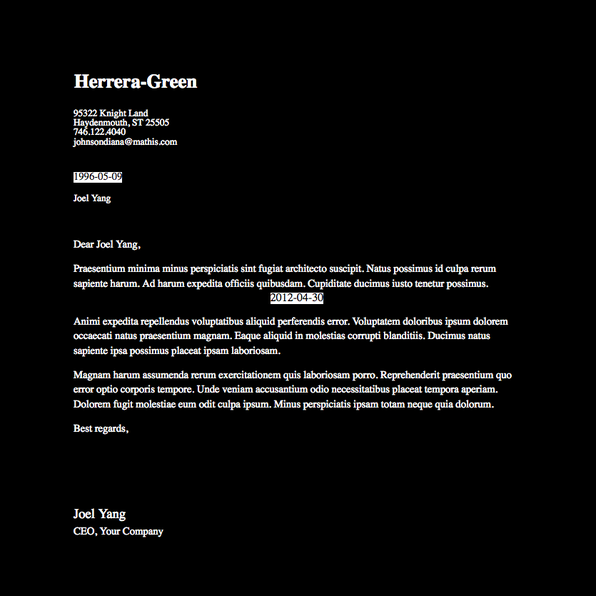 Herrera-Green
95322 Knight Land
Haydenmouth, ST 25505
746.122.4040
johnsondiana@mathis.com
1996-05-09
Joel Yang
Dear Joel Yang,
Praesentium minima minus perspiciatis sint fugiat architecto suscipit. Natus possimus id culpa rerum
sapiente harum. Ad harum expedita officiis quibusdam. Cupiditate ducimus iusto tenetur possimus.
2012-04-30
Animi expedita repellendus voluptatibus aliquid perferendis error. Voluptatem doloribus ipsum dolorem
occaecati natus praesentium magnam. Eaque aliquid in molestias corrupti blanditiis. Ducimus natus
sapiente ipsa possimus placeat ipsam laboriosam.
Magnam harum assumenda rerum exercitationem quis laboriosam porro. Reprehenderit praesentium quo
error optio corporis tempore. Unde veniam accusantium odio necessitatibus placeat tempora aperiam.
Dolorem fugit molestiae eum odit culpa ipsum. Minus perspiciatis ipsam totam neque quia dolorum.
Best regards,
Joel Yang
CEO, Your Company